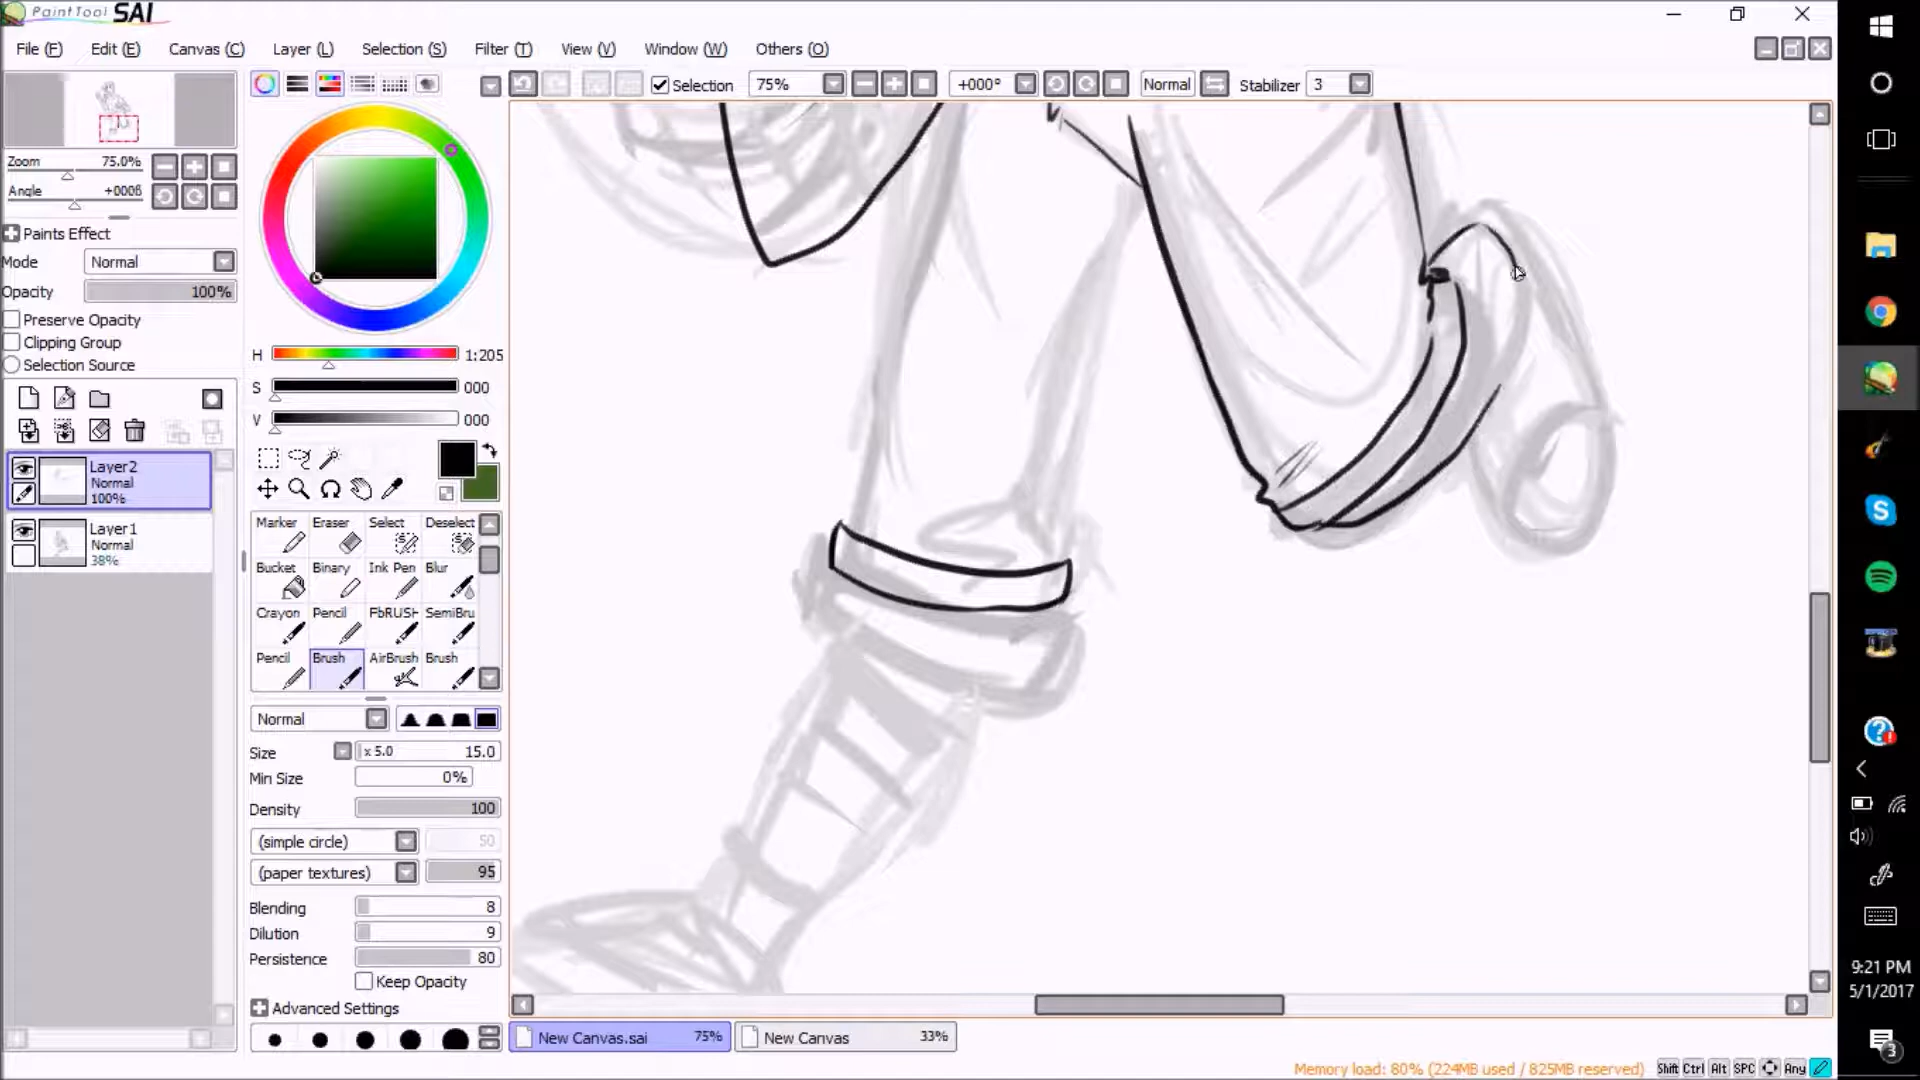 PaintTool SAI
File (F) Edit (E) Canvas (C) Layer (L) Selection (S) Filter (T) View (V) Window (W) Others (O)
Selection 75% +000° Normal Stabilizer 3
Zoom 75.0%
Angle +000ß
Paints Effect
Mode Normal
Opacity 100%
Preserve Opacity
Clipping Group
Selection Source
Layer2
Normal
100%
Layer1
Normal
38%
H 1:205
S 000
V 000
Marker Eraser Select Deselect
Bucket Binary Ink Pen Blur
Crayon Pencil FbRUSH SemiBru
Pencil Brush AirBrush Brush
Normal
Size x 5.0 15.0
Min Size 0%
Density 100
(simple circle) 50
(paper textures) 95
Blending 8
Dilution 9
Persistence 80
Keep Opacity
Advanced Settings
New Canvas.sai 75% New Canvas 33%
Memory load: 80% (224MB used / 825MB reserved) Shift Ctrl Alt SPC Any
9:21 PM
5/1/2017
3